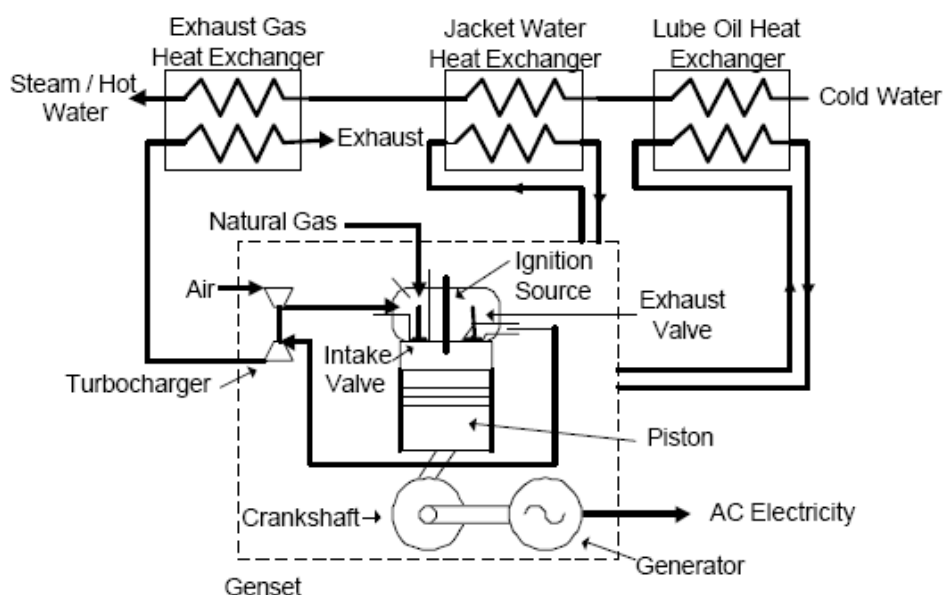 Exhaust Gas
Heat Exchanger
Jacket Water
Heat Exchanger
Lube Oil Heat
Exchanger
Steam / Hot
Water
Cold Water
Exhaust
Natural Gas
Ignition
Source
Air
Exhaust
Valve
Intake
Valve
Turbocharger
Piston
Crankshaft
AC Electricity
Generator
Genset